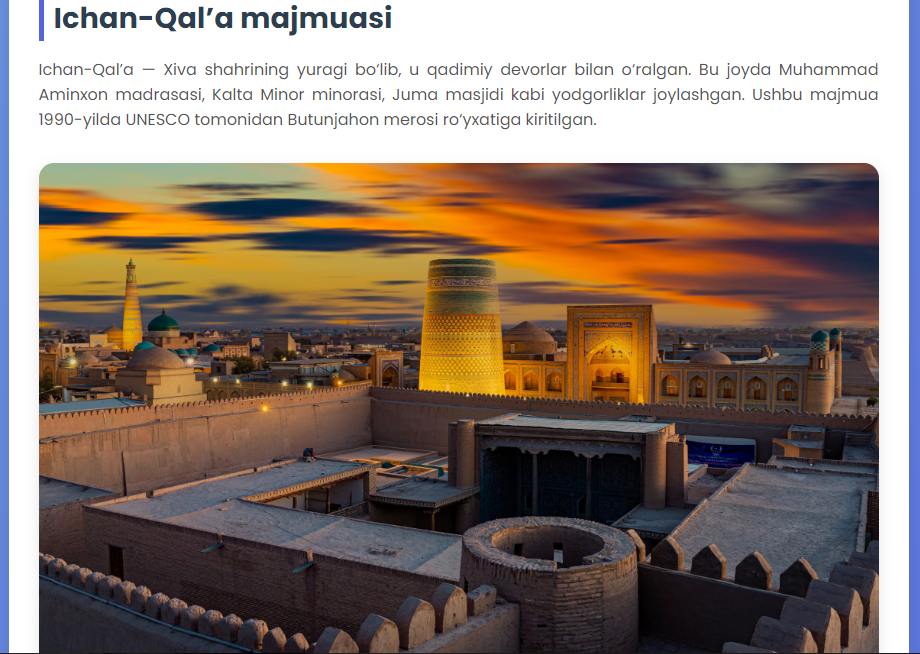 Ichan-Qal’a majmuasi
Ichan-Qal’a — Xiva shahrining yuragi bo‘lib, u qadimiy devorlar bilan o‘ralgan. Bu joyda Muhammad
Aminxon madrasasi, Kalta Minor minorasi, Juma masjidi kabi yodgorliklar joylashgan. Ushbu majmua
1990-yilda UNESCO tomonidan Butunjahon merosi ro‘yxatiga kiritilgan.